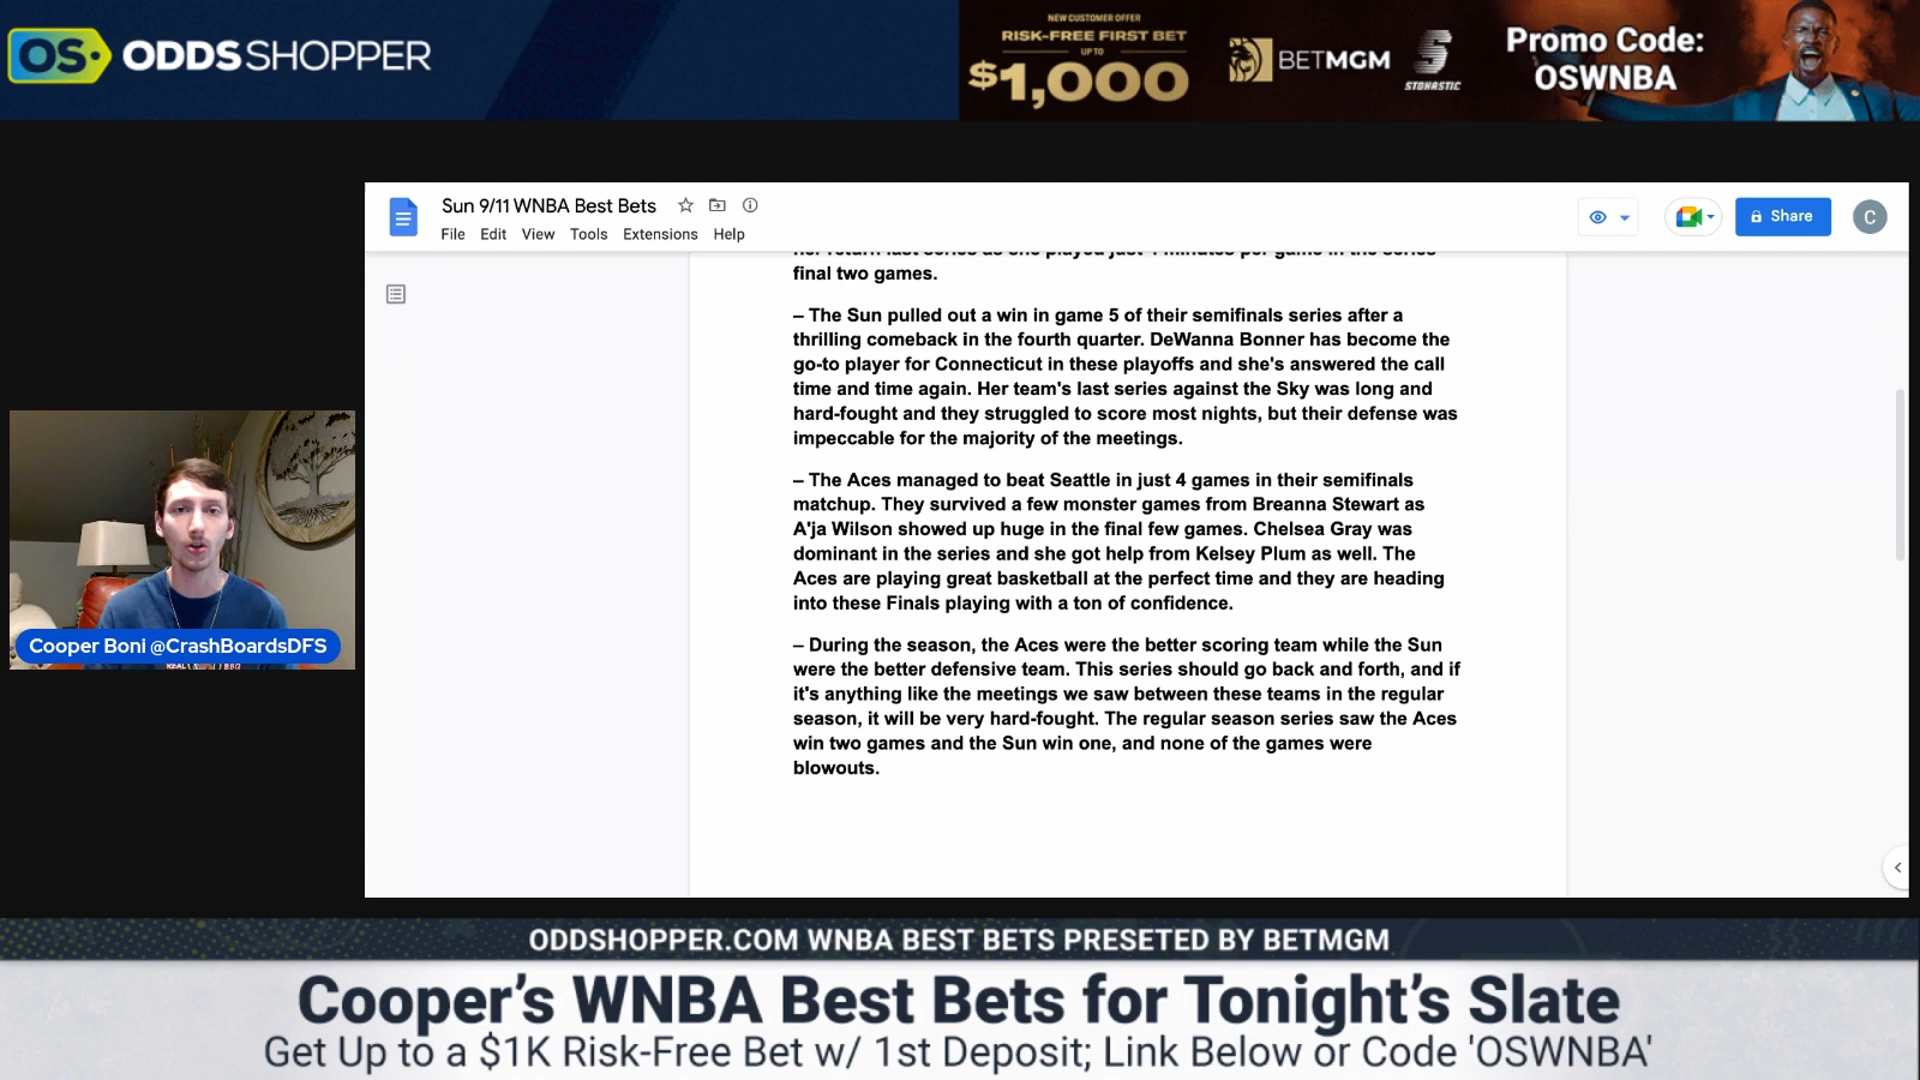 OS
ODDSSHOPPER
NEW CUSTOMER OFFER
RISK-FREE FIRST BET
UP TO
$1,000
BETMGM
STOKASTIC
Promo Code:
OSWNBA
Sun 9/11 WNBA Best Bets
File Edit View Tools Extensions Help
Share
C
final two games.
– The Sun pulled out a win in game 5 of their semifinals series after a
thrilling comeback in the fourth quarter. DeWanna Bonner has become the
go-to player for Connecticut in these playoffs and she's answered the call
time and time again. Her team's last series against the Sky was long and
hard-fought and they struggled to score most nights, but their defense was
impeccable for the majority of the meetings.
– The Aces managed to beat Seattle in just 4 games in their semifinals
matchup. They survived a few monster games from Breanna Stewart as
A'ja Wilson showed up huge in the final few games. Chelsea Gray was
dominant in the series and she got help from Kelsey Plum as well. The
Aces are playing great basketball at the perfect time and they are heading
into these Finals playing with a ton of confidence.
– During the season, the Aces were the better scoring team while the Sun
were the better defensive team. This series should go back and forth, and if
it's anything like the meetings we saw between these teams in the regular
season, it will be very hard-fought. The regular season series saw the Aces
win two games and the Sun win one, and none of the games were
blowouts.
Cooper Boni @CrashBoardsDFS
REAL BBQ
ODDSHOPPER.COM WNBA BEST BETS PRESETED BY BETMGM
Cooper’s WNBA Best Bets for Tonight’s Slate
Get Up to a $1K Risk-Free Bet w/ 1st Deposit; Link Below or Code 'OSWNBA'